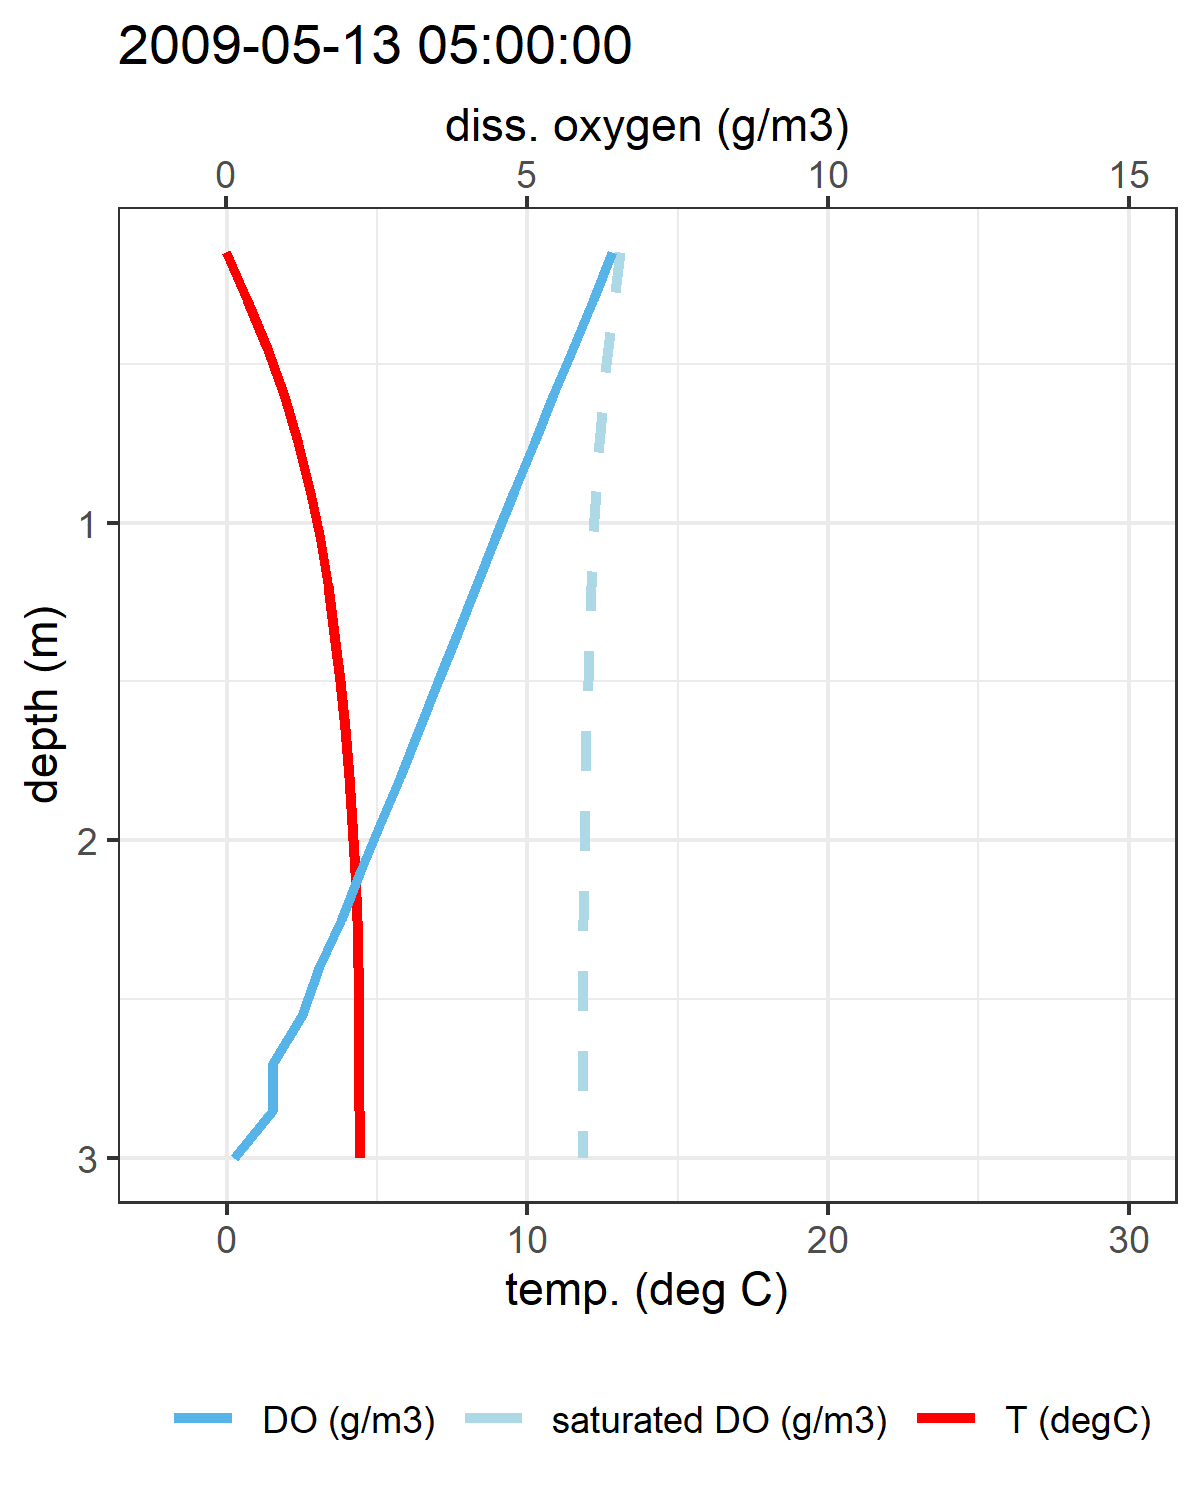 2009-05-13 05:00:00
diss. oxygen (g/m3)
0 5 10 15
depth (m)
1
2
3
0 10 20 30
temp. (deg C)
DO (g/m3) saturated DO (g/m3) T (degC)